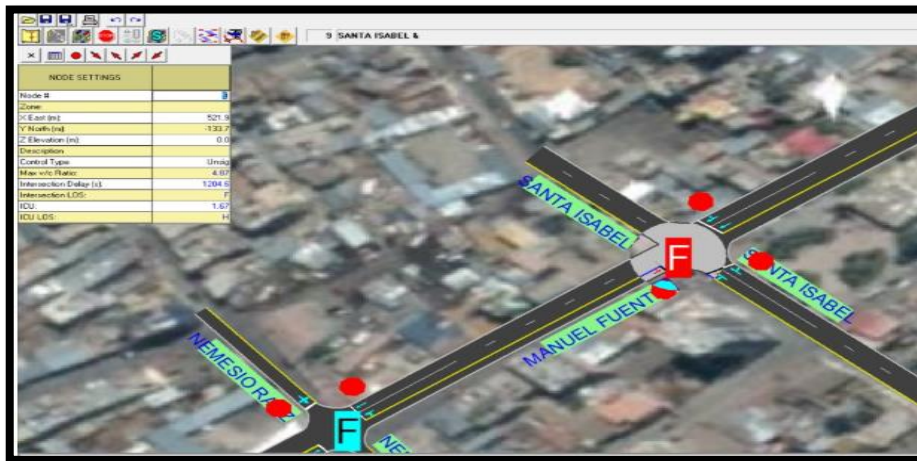 9 SANTA ISABEL &
NODE SETTINGS
Node #
Zone:
X East (m): 521.9
Y North (m): -133.7
Z Elevation (m): 0.0
Description
Control Type Unsig
Max v/c Ratio: 4.87
Intersection Delay (s): 1204.6
Intersection LOS: F
ICU: 1.67
ICU LOS: H
SANTA ISABEL
F
SANTA ISABEL
MANUEL FUENT
NEMESIO
F